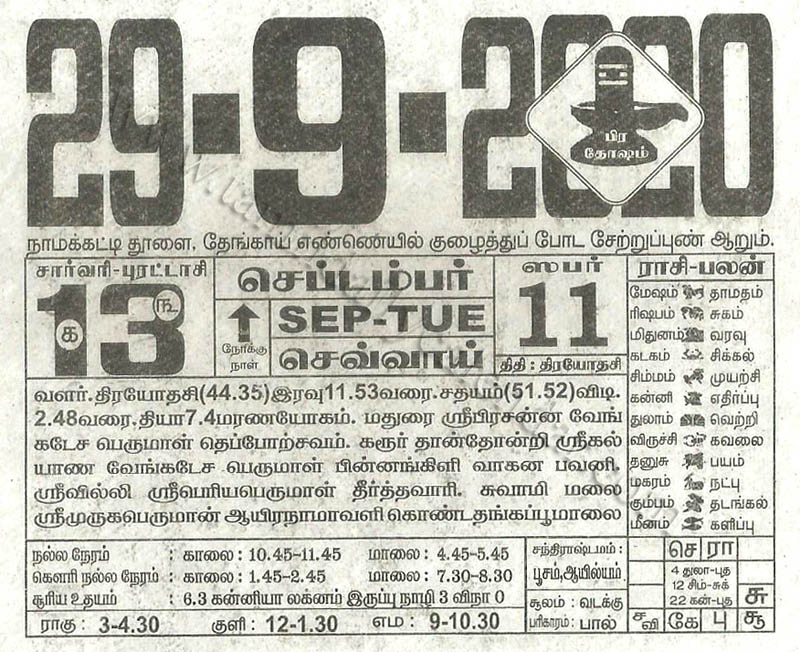 29-9-2020
பிர
தோஷம்
நாமக்கட்டி தூளை, தேங்காய் எண்ணெயில் குழைத்துப் போட சேற்றுப்புண் ஆறும்.
சார்வரி-புரட்டாசி
13
க ௩
நோக்கு
நாள்
செப்டம்பர்
SEP-TUE
செவ்வாய்
ஸபர்
11
திதி : திரயோதசி
ராசி-பலன்
மேஷம் தாமதம்
ரிஷபம் சுகம்
மிதுனம் வரவு
கடகம் சிக்கல்
சிம்மம் முயற்சி
கன்னி எதிர்ப்பு
துலாம் வெற்றி
விருச்சி கவலை
தனுசு பயம்
மகரம் நட்பு
கும்பம் தடங்கல்
மீனம் களிப்பு
வளர்.திரயோதசி(44.35)இரவு11.53வரை.சதயம்(51.52)விடி.
2.48வரை.தியா7.4மரணயோகம். மதுரை ஸ்ரீபிரசன்ன வேங்
கடேச பெருமாள் தெப்போற்சவம். கரூர் தான்தோன்றி ஸ்ரீகல்
யாண வேங்கடேச பெருமாள் பின்னங்கிளி வாகன பவனி.
ஸ்ரீவில்லி ஸ்ரீபெரியபெருமாள் தீர்த்தவாரி. சுவாமி மலை
ஸ்ரீமுருகபெருமான் ஆயிரநாமாவளி கொண்டதங்கப்பூமாலை
நல்ல நேரம் : காலை: 10.45-11.45 மாலை: 4.45-5.45
கௌரி நல்ல நேரம் : காலை: 1.45-2.45 மாலை: 7.30-8.30
சூரிய உதயம் : 6.3 கன்னியா லக்னம் இருப்பு நாழி 3 விநா 0
ராகு : 3-4.30 குளி : 12-1.30 எம : 9-10.30
சந்திராஷ்டமம் :
பூசம்,ஆயில்யம்
சூலம் : வடக்கு
பரிகாரம் : பால்
செ ரா
4 துலா-புத
12 சிம்-சுக்
22 கன்-புத
சு
ச
வி கே பு சூ